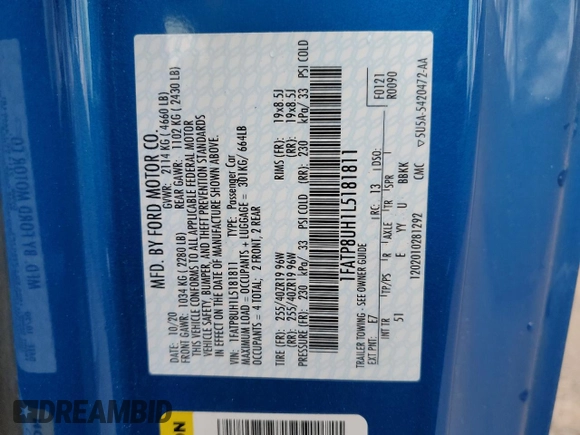 MFD. BY FORD MOTOR CO.
DATE: 10/20 GVWR: 2114 KG ( 4660 LB)
FRONT GAWR: 1034 KG ( 2280 LB) REAR GAWR: 1102 KG ( 2430 LB)
THIS VEHICLE CONFORMS TO ALL APPLICABLE FEDERAL MOTOR
VEHICLE SAFETY, BUMPER, AND THEFT PREVENTION STANDARDS
IN EFFECT ON THE DATE OF MANUFACTURE SHOWN ABOVE.
VIN: 1FATP8UH1L5181811 TYPE: Passenger Car
MAXIMUM LOAD = OCCUPANTS + LUGGAGE = 301KG/ 664LB
OCCUPANTS = 4 TOTAL; 2 FRONT, 2 REAR
TIRE (FR): 255/40ZR19 96W RIMS (FR): 19x8.5J
(RR): 255/40ZR19 96W (RR): 19x8.5J
PRESSURE (FR): 230 kPa/ 33 PSI COLD (RR): 230 kPa/ 33 PSI COLD
1FATP8UH1L5181811
F0121
R0090
TRAILER TOWING - SEE OWNER GUIDE
EXT PNT: E7 RC: 13 DSO:
INT TR TP/PS R AXLE TR SPR
51 E YY U BBKK
1202010281292 CMC ▽5U5A-5420472-AA
DREAMBID